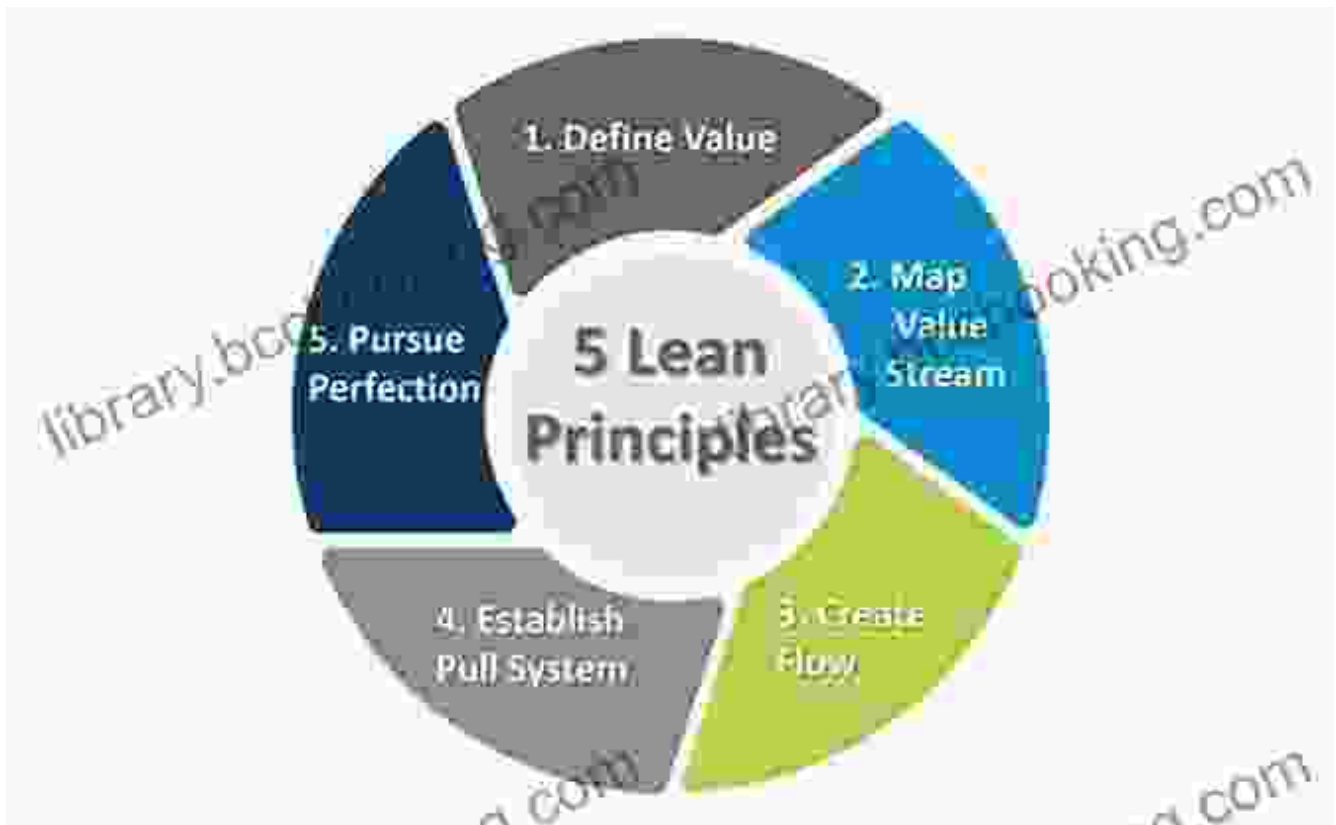 1. Define Value
2. Map
Value
Stream
3. Create
Flow
4. Establish
Pull System
5. Pursue
Perfection
5 Lean
Principles